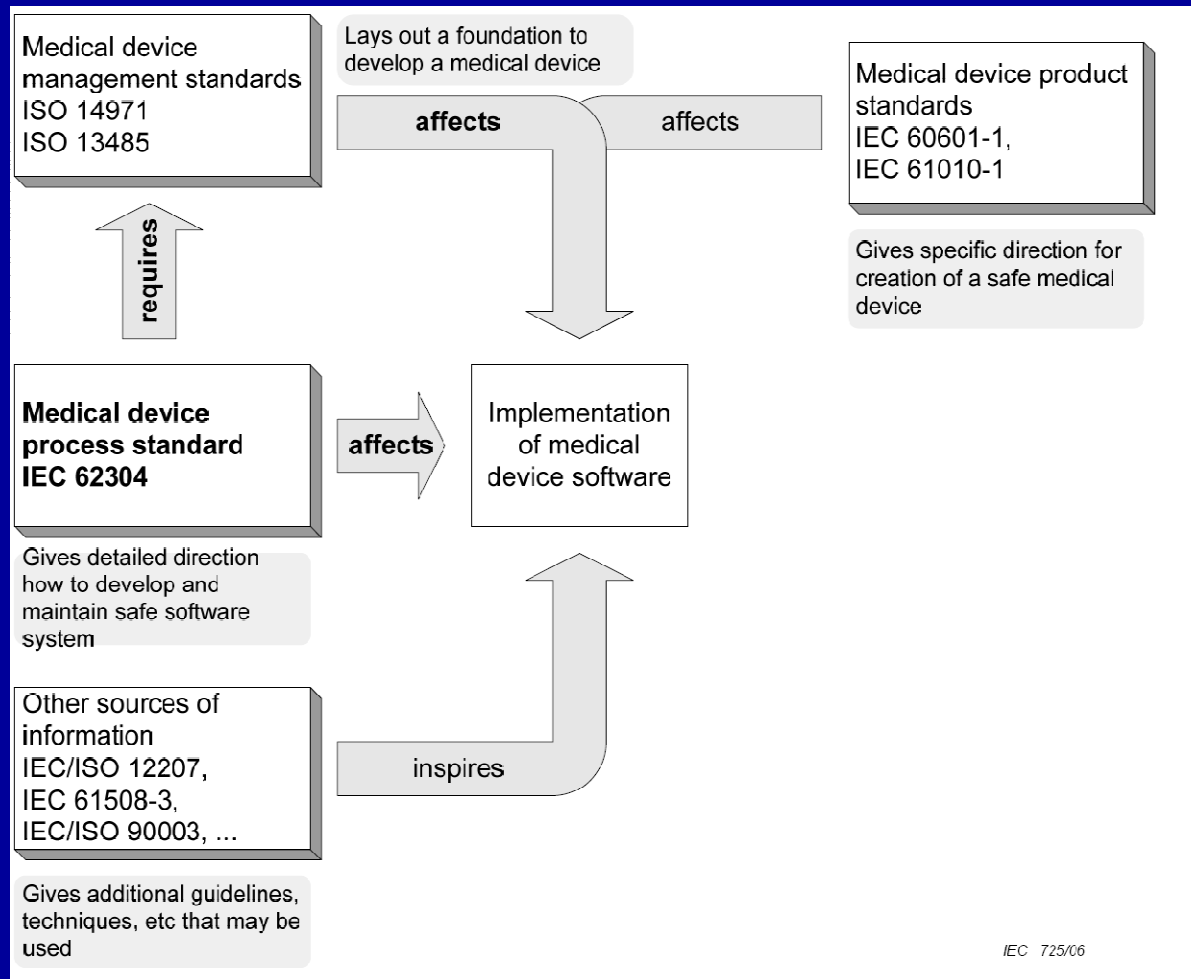 Medical device
management standards
ISO 14971
ISO 13485
Lays out a foundation to
develop a medical device
affects
affects
Medical device product
standards
IEC 60601-1,
IEC 61010-1
Gives specific direction for
creation of a safe medical
device
requires
Medical device
process standard
IEC 62304
affects
Implementation
of medical
device software
Gives detailed direction
how to develop and
maintain safe software
system
Other sources of
information
IEC/ISO 12207,
IEC 61508-3,
IEC/ISO 90003, ...
inspires
Gives additional guidelines,
techniques, etc that may be
used
IEC 725/06